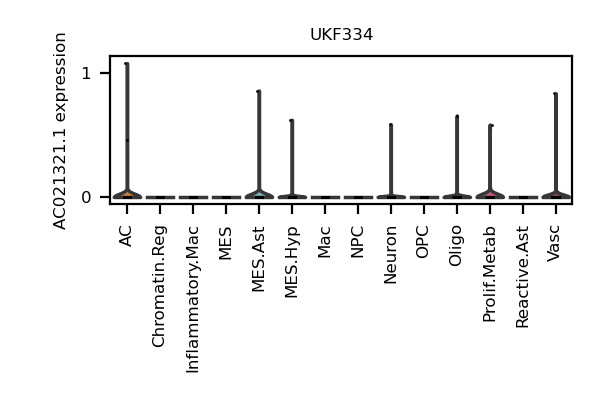 UKF334
AC021321.1 expression
1
0
AC
Chromatin.Reg
Inflammatory.Mac
MES
MES.Ast
MES.Hyp
Mac
NPC
Neuron
OPC
Oligo
Prolif.Metab
Reactive.Ast
Vasc